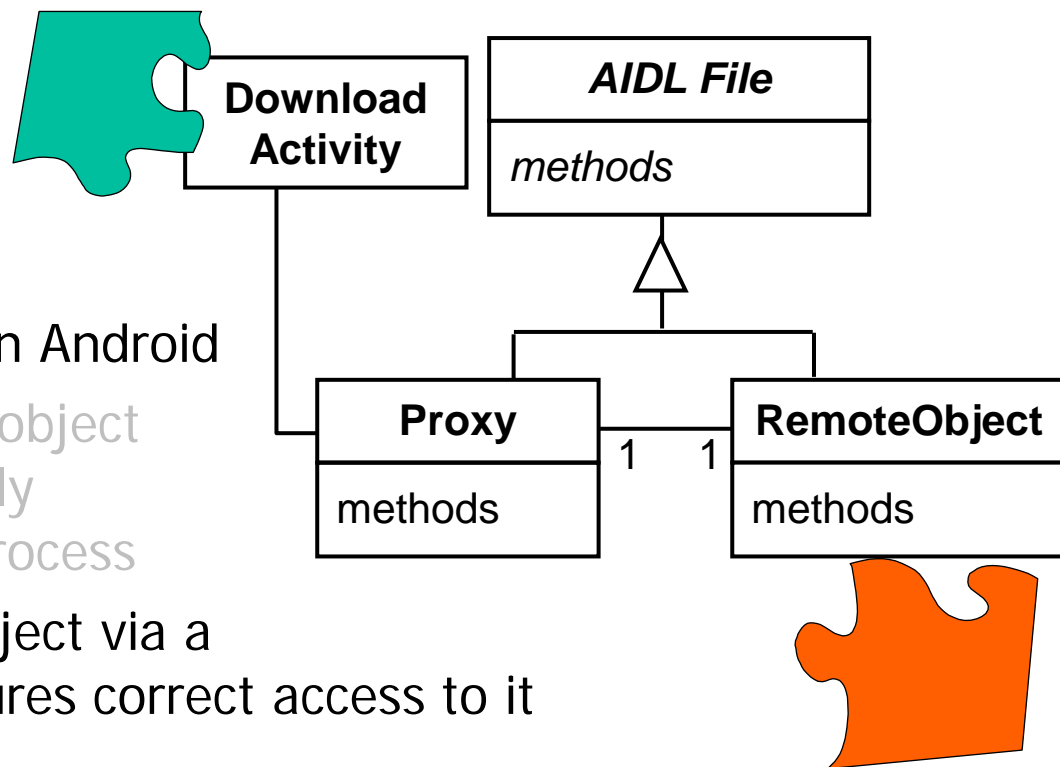 Download
Activity
AIDL File
methods
n Android
object
ly
rocess
ject via a
ures correct access to it
Proxy
methods
1 1
RemoteObject
methods